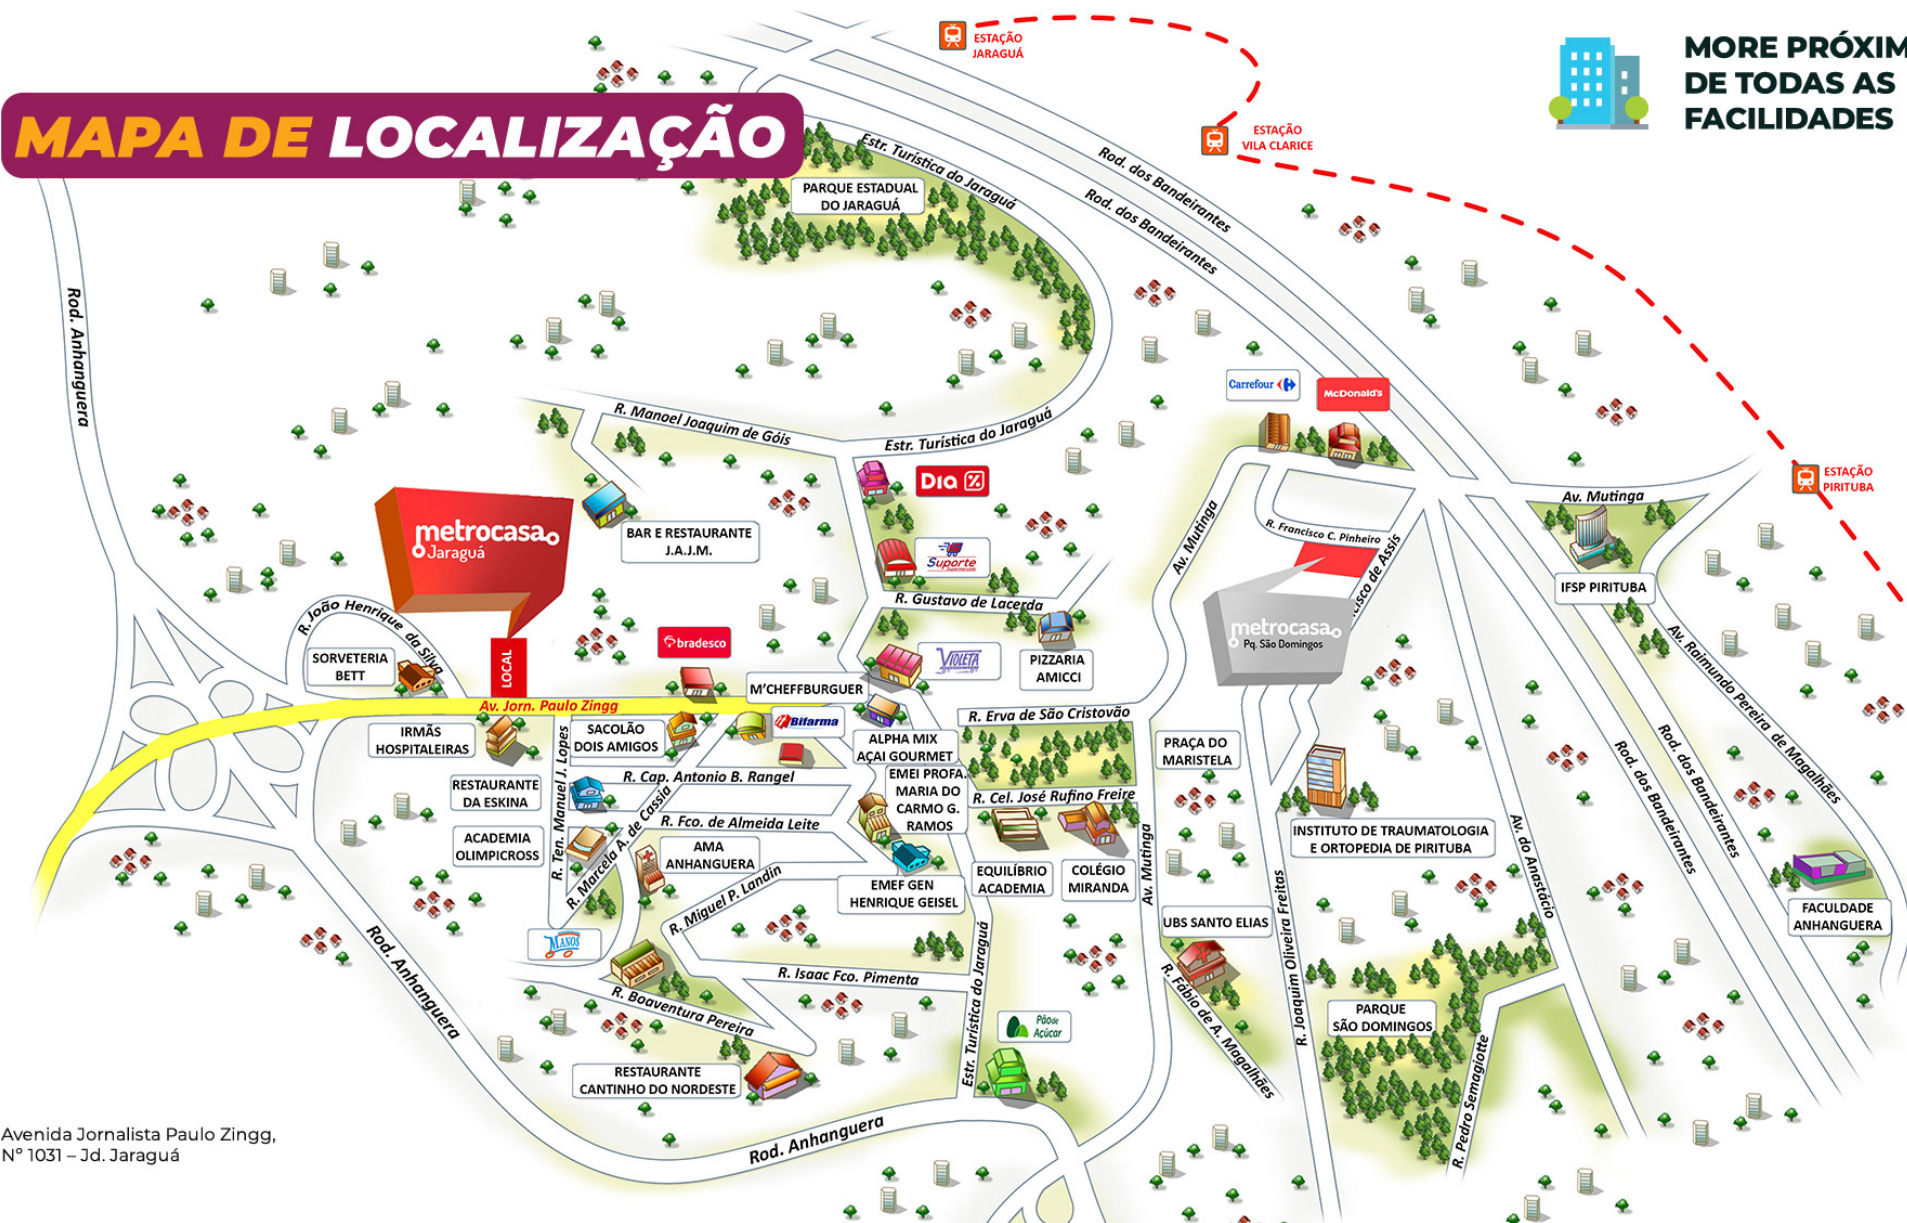 MAPA DE LOCALIZAÇÃO
ESTAÇÃO
JARAGUÁ
ESTAÇÃO
VILA CLARICE
MORE PRÓXIM
DE TODAS AS
FACILIDADES
Estr. Turística do Jaraguá
PARQUE ESTADUAL
DO JARAGUÁ
Rod. dos Bandeirantes
Rod. dos Bandeirantes
Rod. Anhanguera
Carrefour
McDonald's
R. Manoel Joaquim de Góis
Estr. Turística do Jaraguá
ESTAÇÃO
PIRITUBA
Dia %
Av. Mutinga
Av. Mutinga
metrocasa
Jaraguá
BAR E RESTAURANTE
J.A.J.M.
R. Francisco C. Pinheiro
cisco de Assis
Suporte
IFSP PIRITUBA
R. Gustavo de Lacerda
R. João Henrique da Silva
metrocasa
Pq. São Domingos
bradesco
SORVETERIA
BETT
LOCAL
VIOLETA
PIZZARIA
AMICCI
Av. Raimundo Pereira de Magalhães
M'CHEFFBURGUER
Av. Jorn. Paulo Zingg
R. Erva de São Cristovão
IRMÃS
HOSPITALEIRAS
SACOLÃO
DOIS AMIGOS
Bifarma
ALPHA MIX
AÇAI GOURMET
PRAÇA DO
MARISTELA
R. Ten. Manuel J. Lopes
R. Cap. Antonio B. Rangel
EMEI PROFA.
MARIA DO
CARMO G.
RAMOS
R. Cel. José Rufino Freire
RESTAURANTE
DA ESKINA
R. Marcela A. de Cassia
R. Fco. de Almeida Leite
ACADEMIA
OLIMPICROSS
AMA
ANHANGUERA
INSTITUTO DE TRAUMATOLOGIA
E ORTOPEDIA DE PIRITUBA
Rod. dos Bandeirantes
Rod. dos Bandeirantes
EQUILÍBRIO
ACADEMIA
COLÉGIO
MIRANDA
Av. Mutinga
Av. do Anastácio
R. Miguel P. Landin
EMEF GEN
HENRIQUE GEISEL
UBS SANTO ELIAS
FACULDADE
ANHANGUERA
MANOS
R. Joaquim Oliveira Freitas
Rod. Anhanguera
R. Isaac Fco. Pimenta
R. Boaventura Pereira
Estr. Turística do Jaraguá
R. Fábio de A. Magalhães
PARQUE
SÃO DOMINGOS
Pão de
Açúcar
R. Pedro Semagiotte
RESTAURANTE
CANTINHO DO NORDESTE
Rod. Anhanguera
Avenida Jornalista Paulo Zingg,
Nº 1031 – Jd. Jaraguá